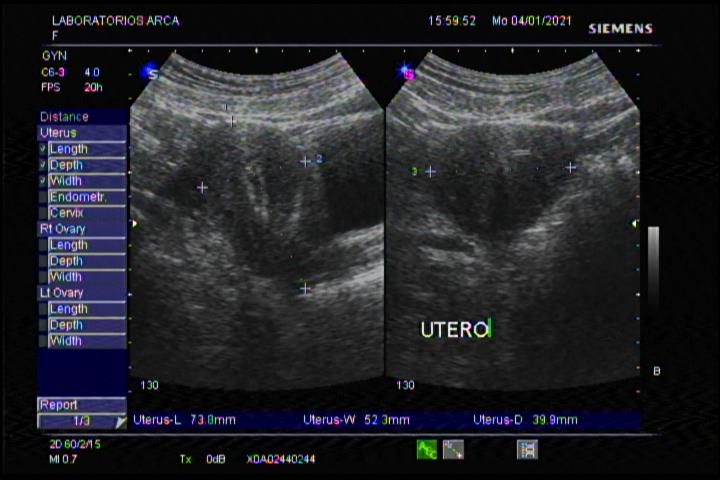 LABORATORIOS ARCA
15:59:52 Mo 04/01/2021
SIEMENS
F
GYN
C6-3 4.0
FPS 20h
Distance
Uterus
Length
Depth
Width
Endometr.
Cervix
Rt Ovary
Length
Depth
Width
Lt Ovary
Length
Depth
Width
Report
1/3
S
2
S
3
UTERO
130
130
B
Uterus-L 73.8mm Uterus-W 52.3mm Uterus-D 39.9mm
2D 60/2/15
MI 0.7 Tx 0dB X0A02440244